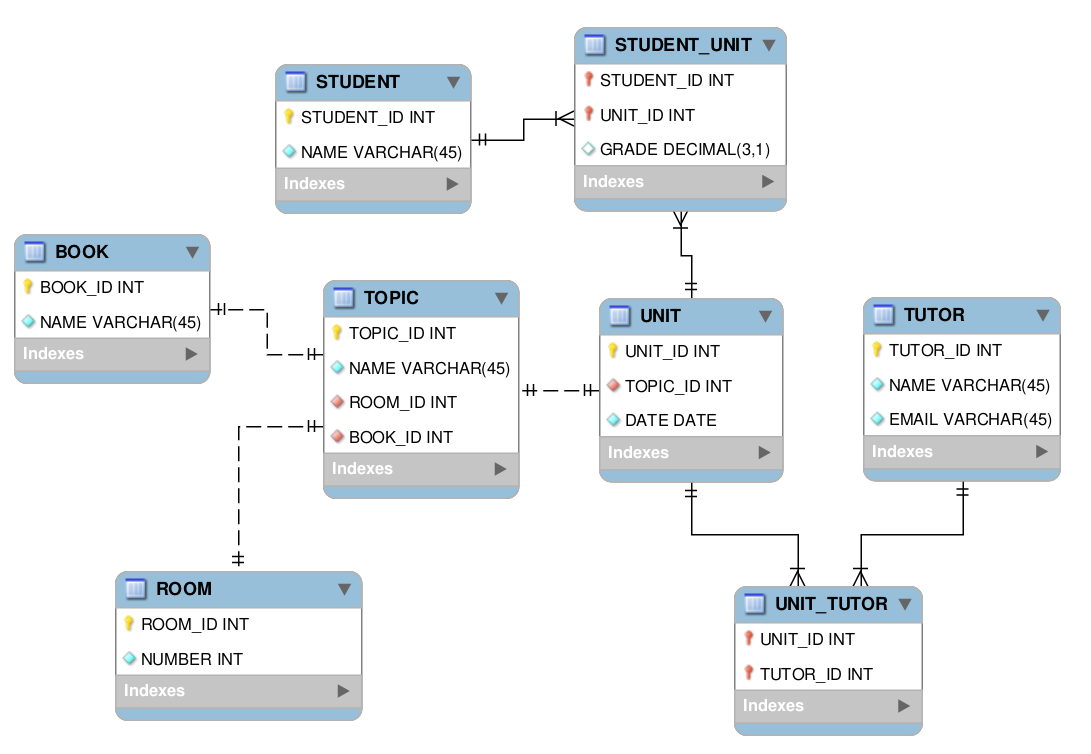 STUDENT
STUDENT_ID INT
NAME VARCHAR(45)
Indexes
STUDENT_UNIT
STUDENT_ID INT
UNIT_ID INT
GRADE DECIMAL(3,1)
Indexes
BOOK
BOOK_ID INT
NAME VARCHAR(45)
Indexes
TOPIC
TOPIC_ID INT
NAME VARCHAR(45)
ROOM_ID INT
BOOK_ID INT
Indexes
UNIT
UNIT_ID INT
TOPIC_ID INT
DATE DATE
Indexes
TUTOR
TUTOR_ID INT
NAME VARCHAR(45)
EMAIL VARCHAR(45)
Indexes
ROOM
ROOM_ID INT
NUMBER INT
Indexes
UNIT_TUTOR
UNIT_ID INT
TUTOR_ID INT
Indexes